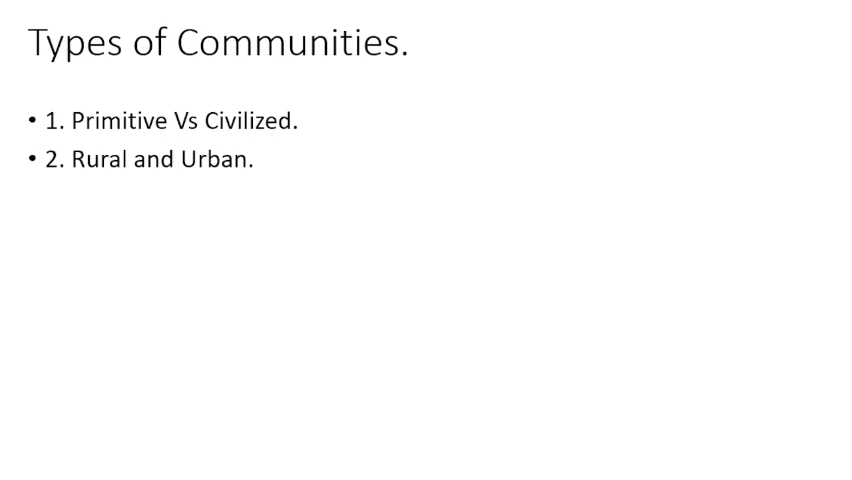 Types of Communities.
• 1. Primitive Vs Civilized.
• 2. Rural and Urban.